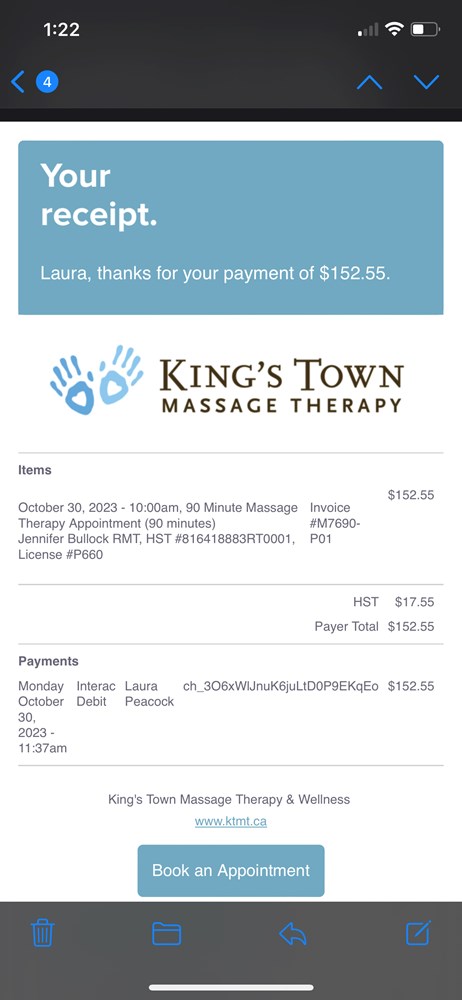 1:22
4
Your
receipt.
Laura, thanks for your payment of $152.55.
KING'S TOWN
MASSAGE THERAPY
Items
$152.55
October 30, 2023 - 10:00am, 90 Minute Massage Invoice
Therapy Appointment (90 minutes) #M7690-
Jennifer Bullock RMT, HST #816418883RT0001, P01
License #P660
HST $17.55
Payer Total $152.55
Payments
Monday Interac Laura ch_3O6xWlJnuK6juLtD0P9EKqEo $152.55
October Debit Peacock
30,
2023 -
11:37am
King's Town Massage Therapy & Wellness
www.ktmt.ca
Book an Appointment